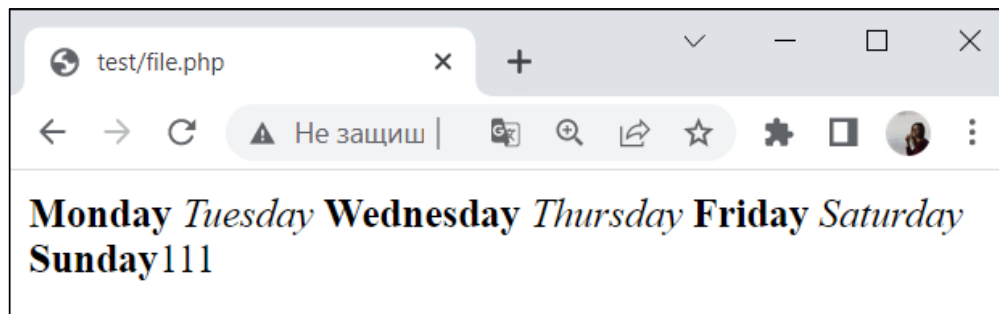 test/file.php
Не защищ
Monday Tuesday Wednesday Thursday Friday Saturday
Sunday111